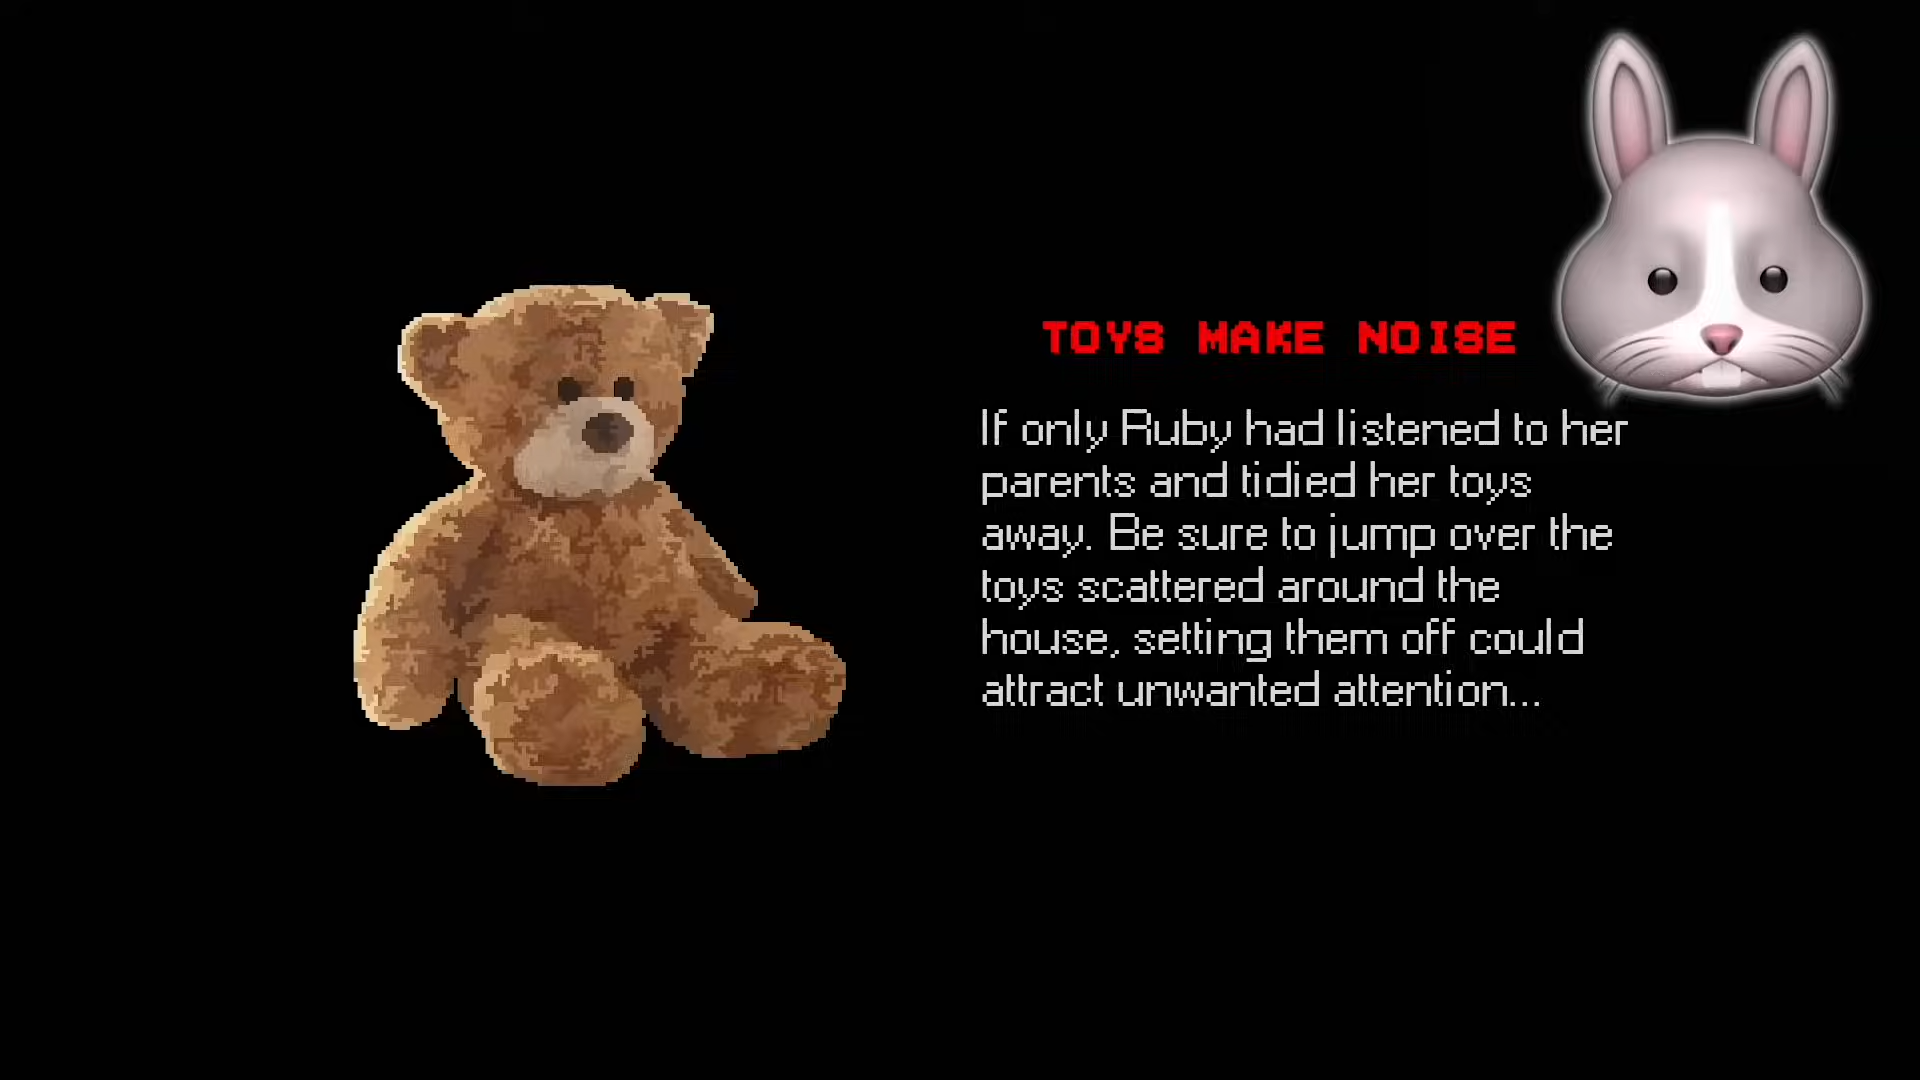 TOYS MAKE NOISE
If only Ruby had listened to her
parents and tidied her toys
away. Be sure to jump over the
toys scattered around the
house, setting them off could
attract unwanted attention...